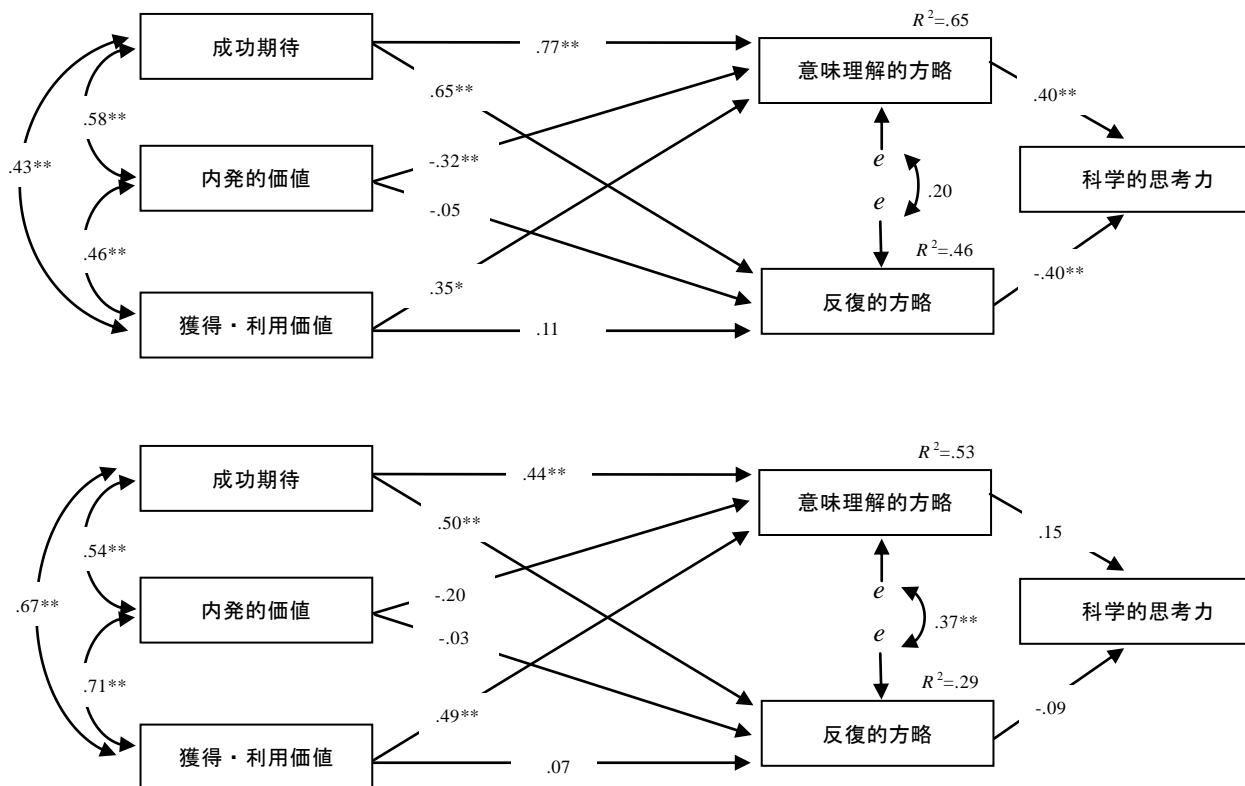 R²=.65
成功期待
.77**
意味理解的方略
.65**
.40**
.58**
.43**
内発的価値
-.32**
e
科学的思考力
-.05
e
.20
.46**
R²=.46
-.40**
.35*
獲得・利用価値
反復的方略
.11
R²=.53
成功期待
.44**
意味理解的方略
.50**
.15
.54**
.67**
内発的価値
-.20
e
科学的思考力
-.03
e
.37**
.71**
R²=.29
.49**
-.09
獲得・利用価値
反復的方略
.07